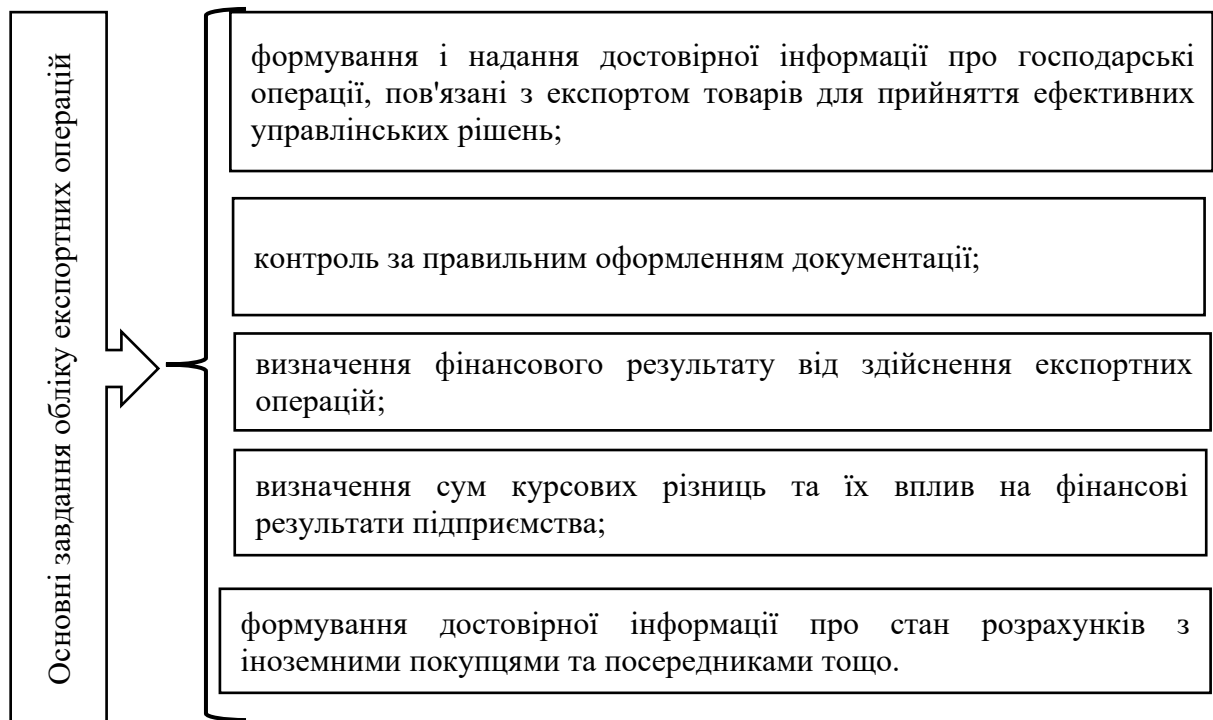 Основні завдання обліку експортних операцій
формування і надання достовірної інформації про господарські
операції, пов'язані з експортом товарів для прийняття ефективних
управлінських рішень;
контроль за правильним оформленням документації;
визначення фінансового результату від здійснення експортних
операцій;
визначення сум курсових різниць та їх вплив на фінансові
результати підприємства;
формування достовірної інформації про стан розрахунків з
іноземними покупцями та посередниками тощо.